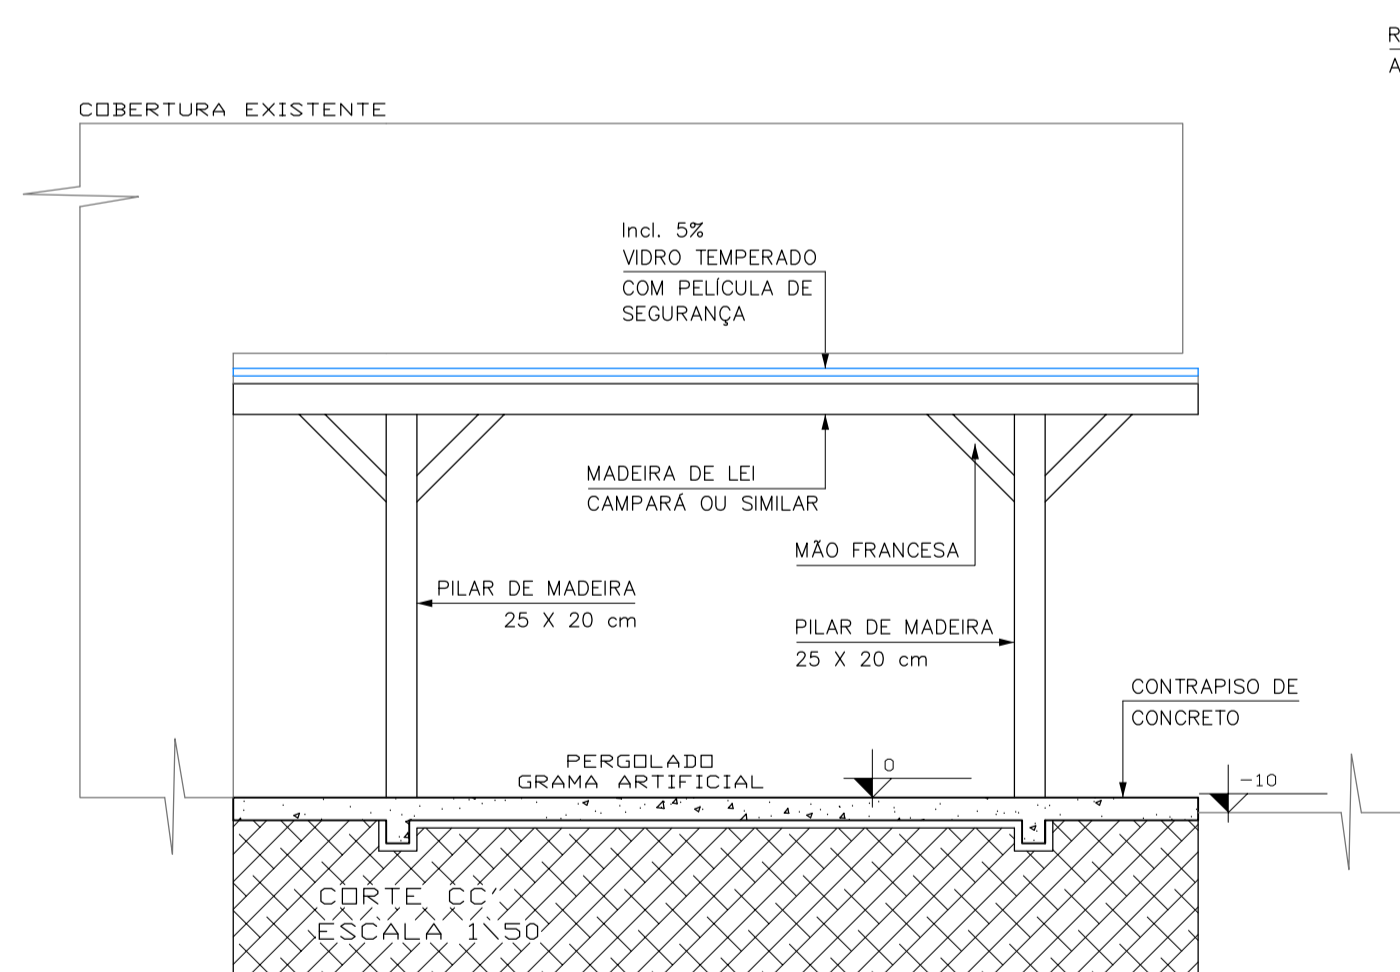 R
A
COBERTURA EXISTENTE
Incl. 5%
VIDRO TEMPERADO
COM PELÍCULA DE
SEGURANÇA
MADEIRA DE LEI
CAMPARÁ OU SIMILAR
MÃO FRANCESA
PILAR DE MADEIRA
25 X 20 cm
PILAR DE MADEIRA
25 X 20 cm
CONTRAPISO DE
CONCRETO
PERGOLADO
GRAMA ARTIFICIAL
0
-10
CORTE CC'
ESCALA 1\50